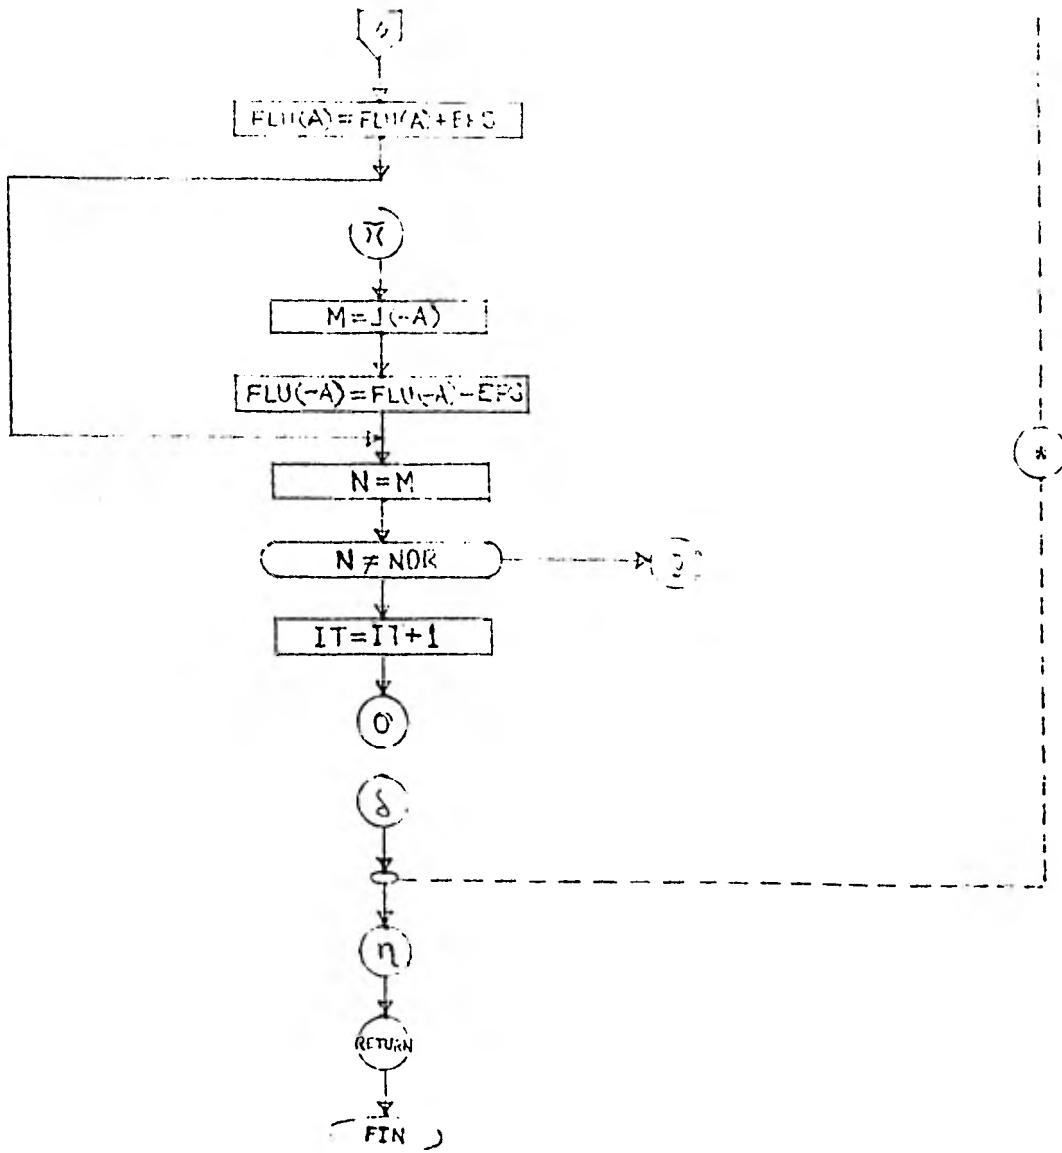 FLU(A)=FLU(A)+EPS
π
M=J(-A)
FLU(-A)=FLU(-A)-EPS
*
N=M
N≠NOR
IT=IT+1
σ
δ
η
RETURN
FIN